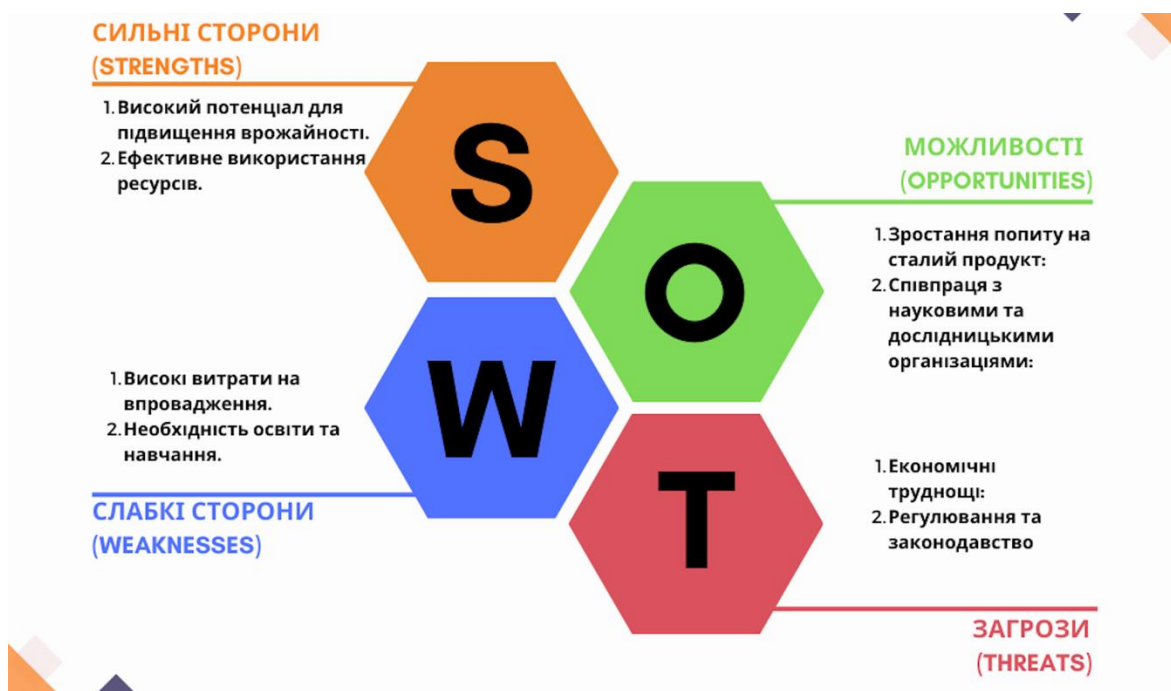 СИЛЬНІ СТОРОНИ
(STRENGTHS)
1. Високий потенціал для
підвищення врожайності.
2. Ефективне використання
ресурсів.
S
МОЖЛИВОСТІ
(OPPORTUNITIES)
1. Зростання попиту на
сталий продукт:
2. Співпраця з
науковими та
дослідницькими
організаціями:
O
W
1. Високі витрати на
впровадження.
2. Необхідність освіти та
навчання.
СЛАБКІ СТОРОНИ
(WEAKNESSES)
T
1. Економічні
труднощі:
2. Регулювання та
законодавство
ЗАГРОЗИ
(THREATS)